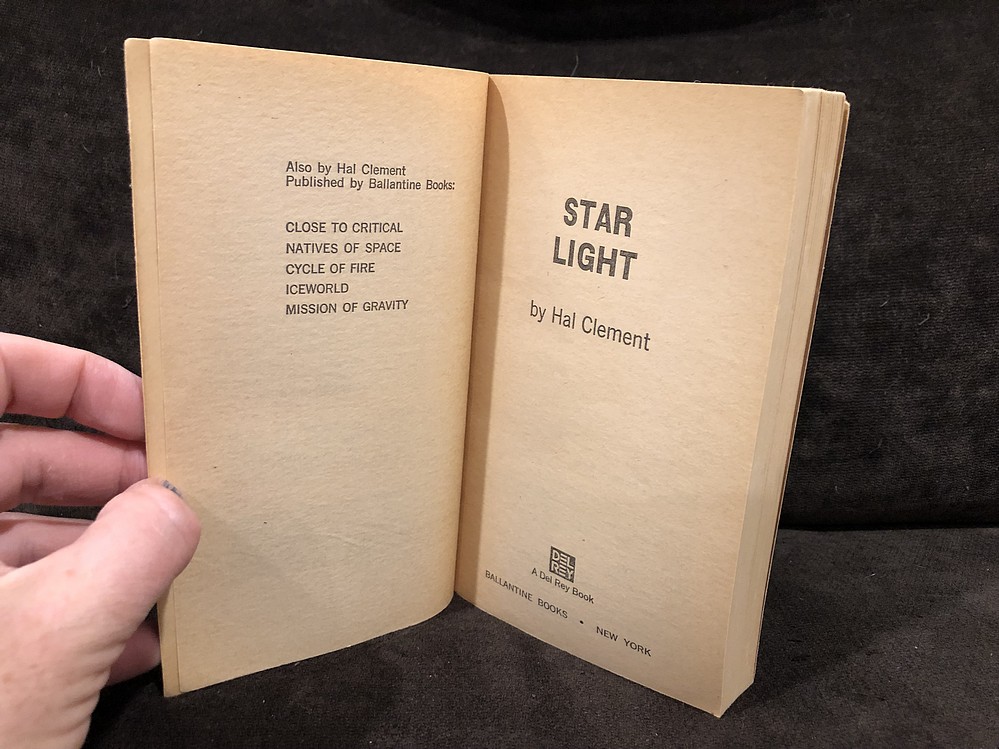 Also by Hal Clement
Published by Ballantine Books:
CLOSE TO CRITICAL
NATIVES OF SPACE
CYCLE OF FIRE
ICEWORLD
MISSION OF GRAVITY
STAR
LIGHT
by Hal Clement
DEL
REY
A Del Rey Book
BALLANTINE BOOKS • NEW YORK